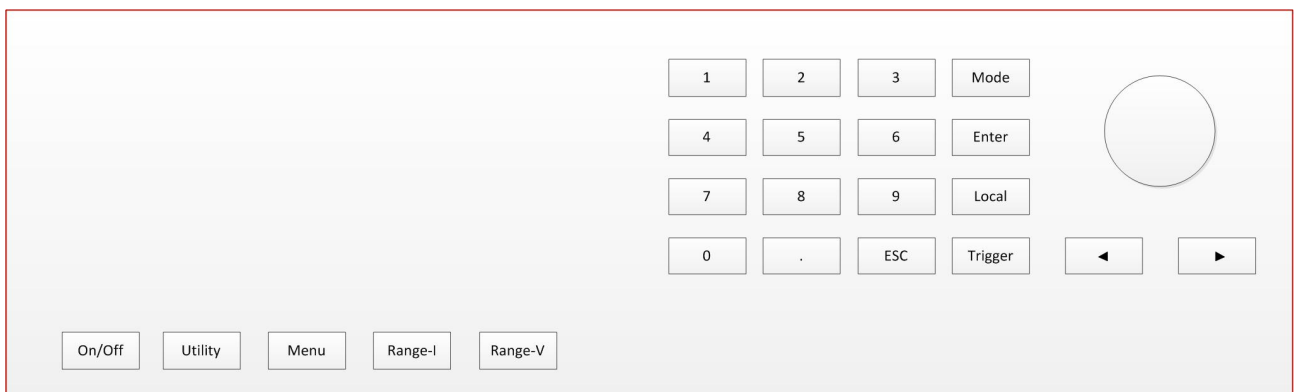 1 2 3 Mode
4 5 6 Enter
7 8 9 Local
0 . ESC Trigger ◄ ►
On/Off Utility Menu Range-I Range-V